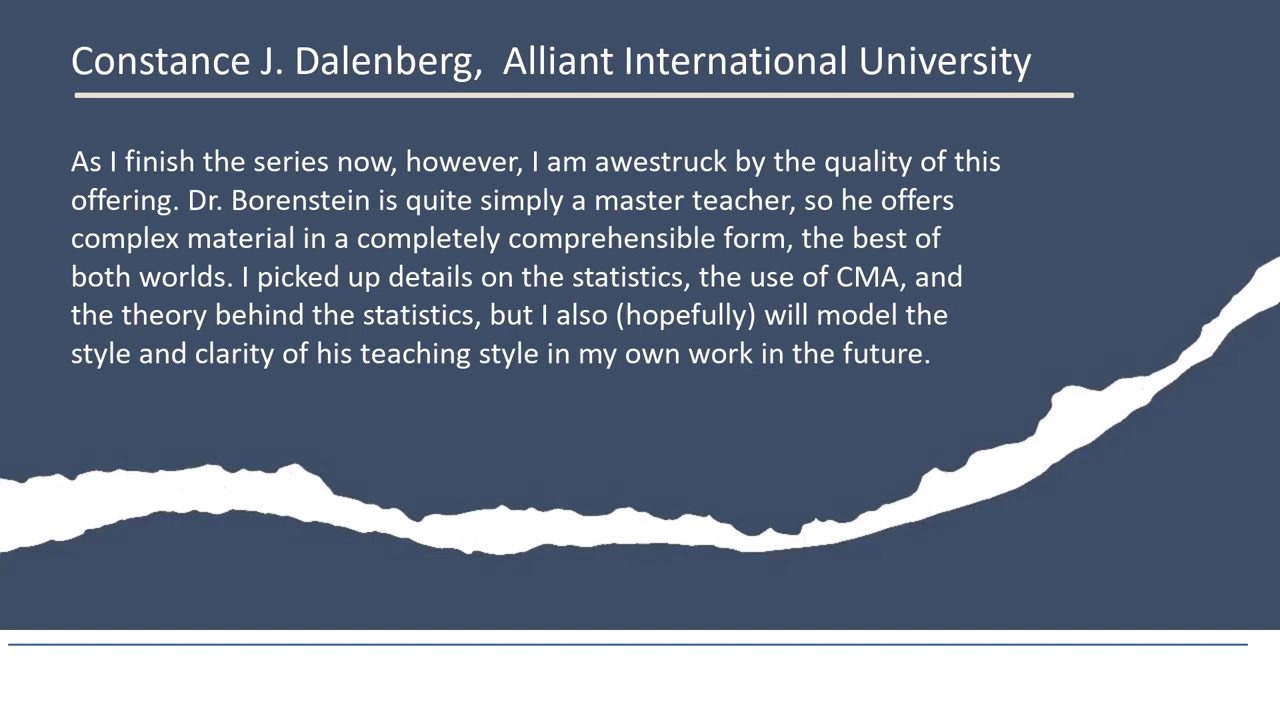 Constance J. Dalenberg,  Alliant International University
As I finish the series now, however, I am awestruck by the quality of this
offering. Dr. Borenstein is quite simply a master teacher, so he offers
complex material in a completely comprehensible form, the best of
both worlds. I picked up details on the statistics, the use of CMA, and
the theory behind the statistics, but I also (hopefully) will model the
style and clarity of his teaching style in my own work in the future.